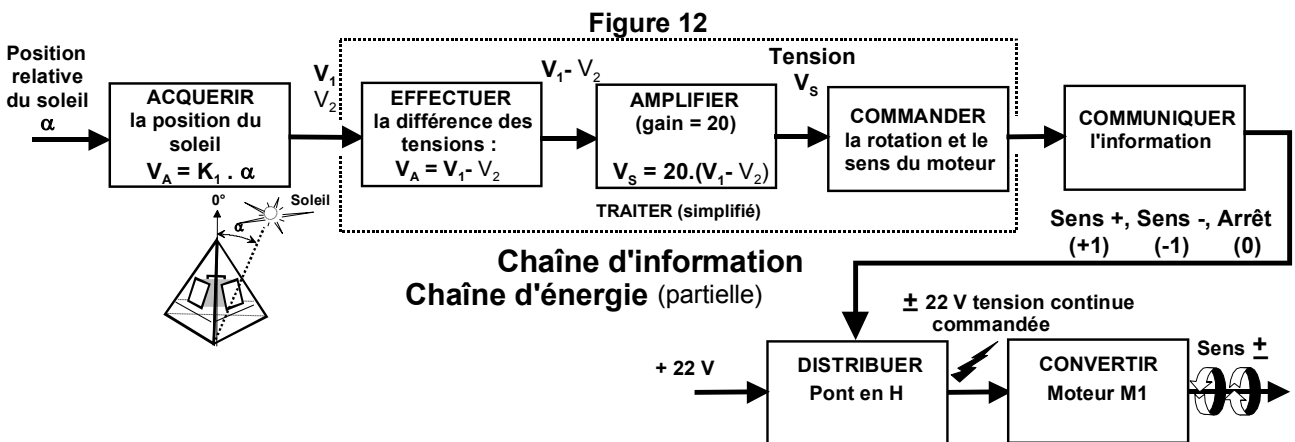 Figure 12
Position
relative
du soleil
α
ACQUERIR
la position du
soleil
V_A = K_1 . α
V_1
V_2
EFFECTUER
la différence des
tensions :
V_A = V_1- V_2
V_1- V_2
AMPLIFIER
(gain = 20)
V_S = 20.(V_1- V_2)
Tension
V_S
COMMANDER
la rotation et le
sens du moteur
COMMUNIQUER
l'information
TRAITER (simplifié)
0°
Soleil
α
Sens +, Sens -, Arrêt
(+1) (-1) (0)
Chaîne d'information
Chaîne d'énergie (partielle)
± 22 V tension continue
commandée
+ 22 V
DISTRIBUER
Pont en H
CONVERTIR
Moteur M1
Sens ±